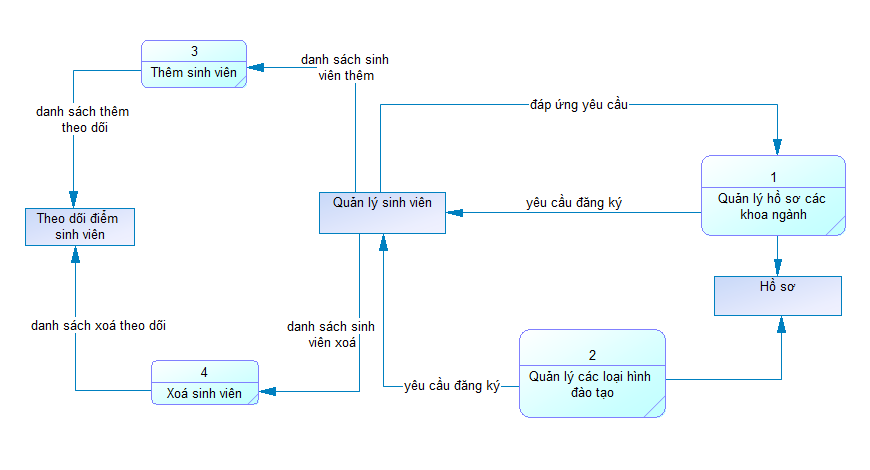 3
Thêm sinh viên
danh sách sinh
viên thêm
đáp ứng yêu cầu
danh sách thêm
theo dõi
1
Quản lý hồ sơ các
khoa ngành
Theo dõi điểm
sinh viên
Quản lý sinh viên
yêu cầu đăng ký
Hồ sơ
danh sách xoá theo dõi
danh sách sinh
viên xoá
2
Quản lý các loại hình
đào tạo
4
Xoá sinh viên
yêu cầu đăng ký